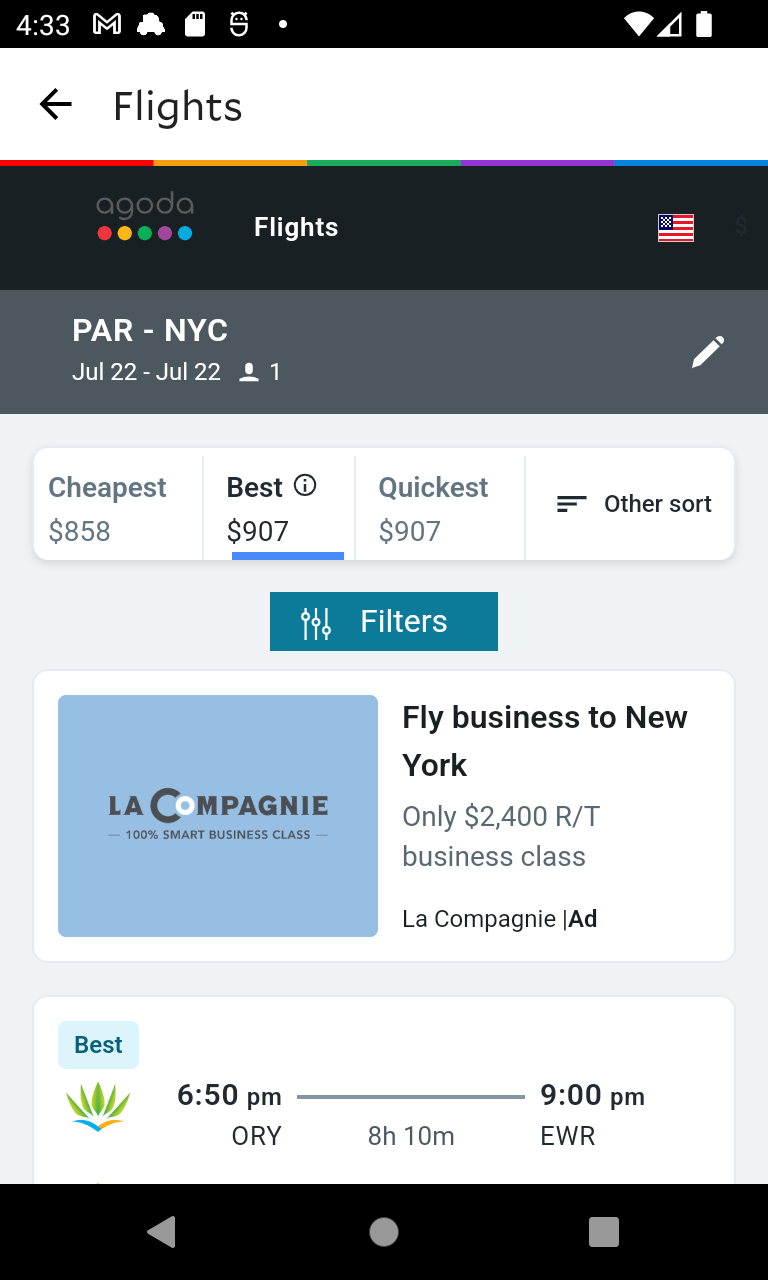 4:33
Flights
agoda
Flights
$
PAR - NYC
Jul 22 - Jul 22 1
Cheapest
$858
Best
$907
Quickest
$907
Other sort
Filters
LA COMPAGNIE
100% SMART BUSINESS CLASS
Fly business to New
York
Only $2,400 R/T
business class
La Compagnie |Ad
Best
6:50 pm
9:00 pm
ORY
8h 10m
EWR